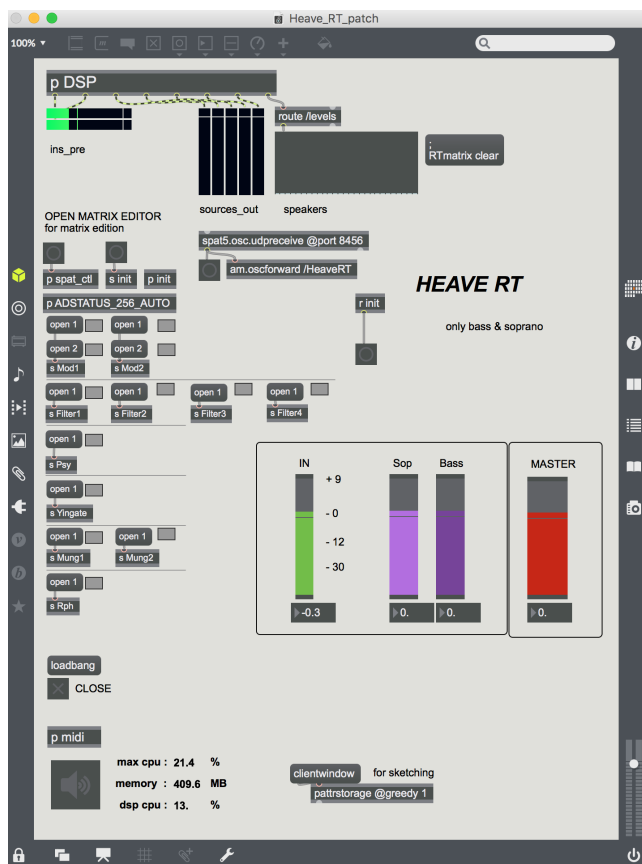 Heave_RT_patch
100% ▼
p DSP
route /levels
ins_pre
;
RTmatrix clear
sources_out
speakers
OPEN MATRIX EDITOR
for matrix edition
spat5.osc.udpreceive @port 8456
p spat_ctl
s init
p init
am.oscforward /HeaveRT
HEAVE RT
p ADSTATUS_256_AUTO
r init
only bass & soprano
open 1
open 1
open 2
open 2
s Mod1
s Mod2
open 1
open 1
open 1
open 1
s Filter1
s Filter2
s Filter3
s Filter4
open 1
s Psy
open 1
s Yingate
open 1
open 1
s Mung1
s Mung2
open 1
s Rph
IN
Sop
Bass
MASTER
+ 9
- 0
- 12
- 30
-0.3
0.
0.
0.
loadbang
CLOSE
p midi
max cpu : 21.4 %
memory : 409.6 MB
dsp cpu : 13. %
clientwindow
for sketching
pattrstorage @greedy 1